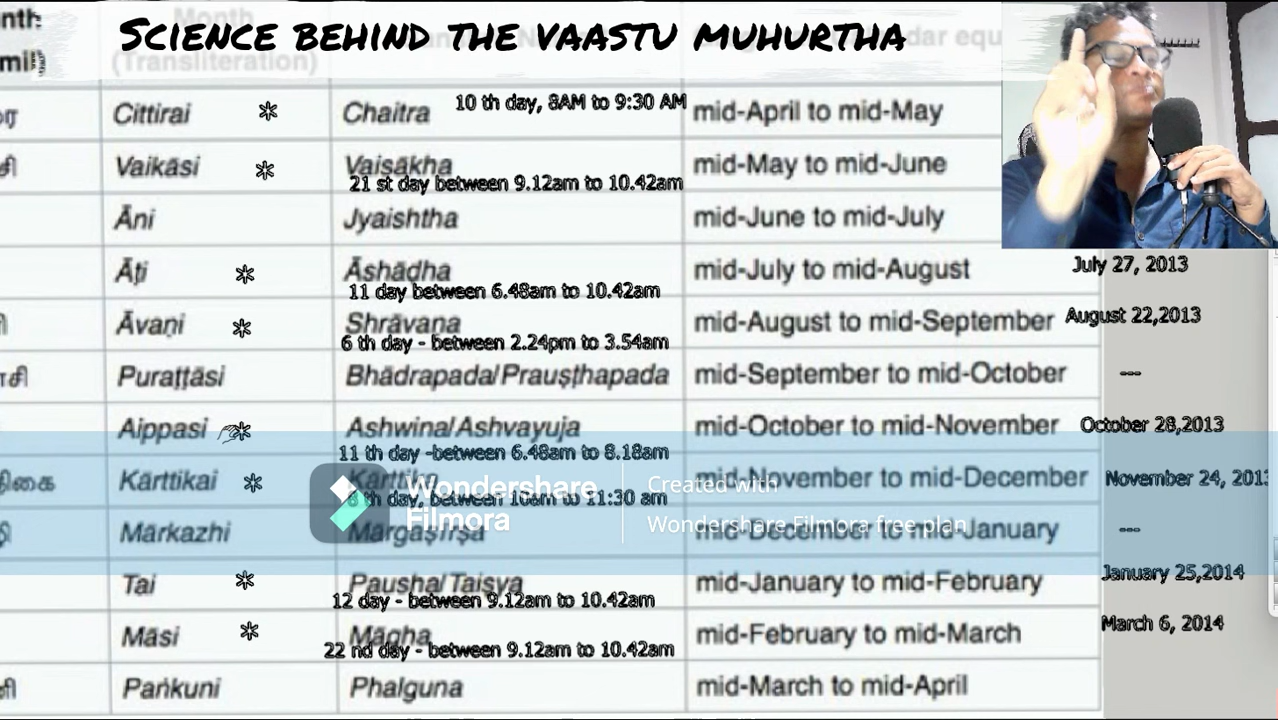 SCIENCE BEHIND THE VAASTU MUHURTHA
Month
(Transliteration)
Cittirai * Chaitra 10 th day, 8AM to 9:30 AM mid-April to mid-May
Vaikāsi * Vaisākha mid-May to mid-June
21 st day between 9.12am to 10.42am
Āni Jyaishtha mid-June to mid-July
Āṭi * Āshādha mid-July to mid-August July 27, 2013
11 day between 6.48am to 10.42am
Āvaṇi * Shrāvaṇa mid-August to mid-September August 22,2013
6 th day - between 2.24pm to 3.54am
Puraṭṭāsi Bhādrapada/Prauṣṭhapada mid-September to mid-October ---
Aippasi * Ashwina/Ashvayuja mid-October to mid-November October 28,2013
11 th day -between 6.48am to 8.18am
திகை Kārttikai * Kārttika mid-November to mid-December November 24, 2013
8 th day, between 10am to 11:30 am
Wondershare
Filmora
Created with
Wondershare Filmora free plan
Mārkazhi Mārgaṣīrṣa mid-December to mid-January ---
Tai * Pausha/Taisya mid-January to mid-February January 25,2014
12 day - between 9.12am to 10.42am
Māsi * Māgha mid-February to mid-March March 6, 2014
22 nd day - between 9.12am to 10.42am
Paṅkuni Phalguna mid-March to mid-April